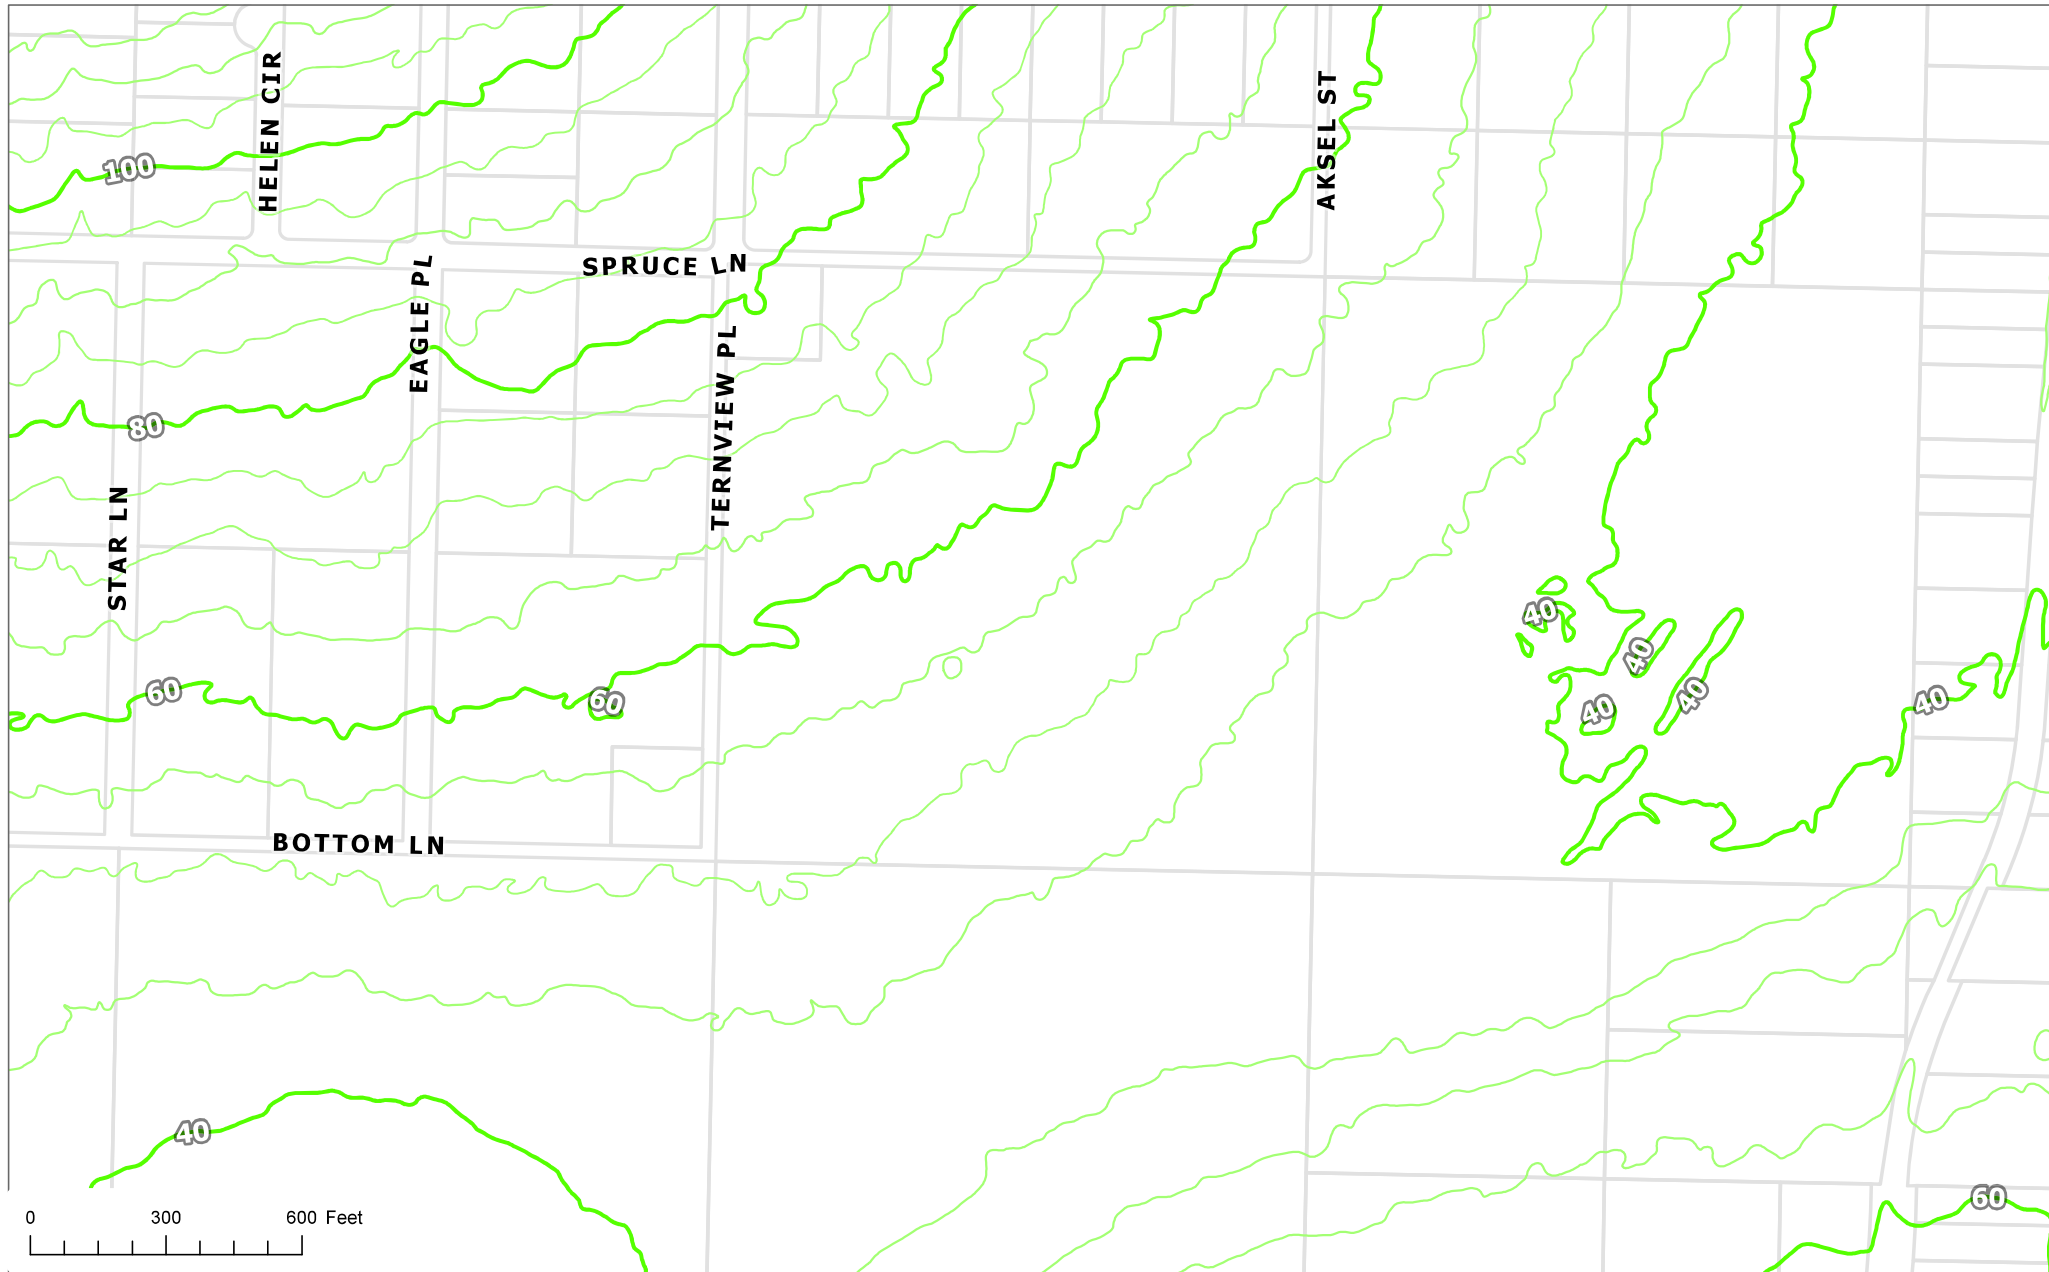 HELEN CIR
AKSEL ST
100
SPRUCE LN
EAGLE PL
TERNVIEW PL
80
STAR LN
40
40
60
60
40
40
40
BOTTOM LN
40
60
0 300 600 Feet